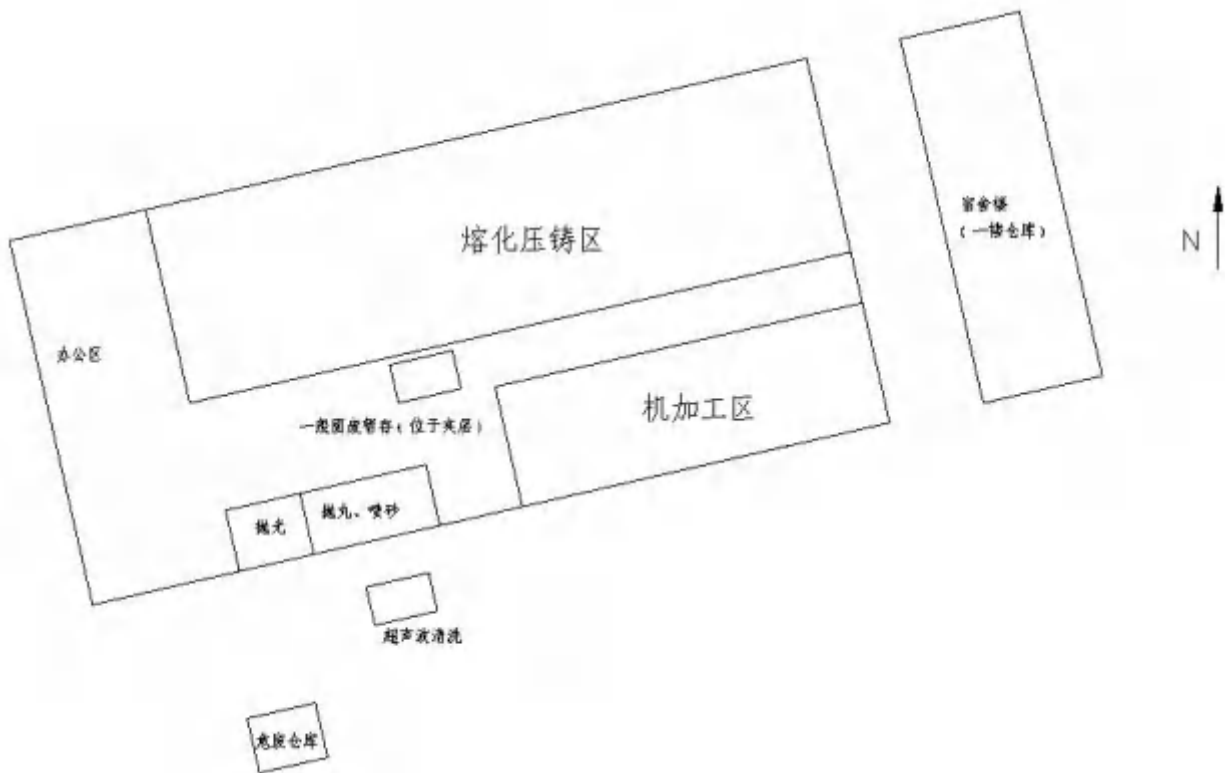 宿舍楼
（一楼仓库）
N
熔化压铸区
办公区
机加工区
一般固废暂存（位于夹层）
抛光
抛丸、喷砂
超声波清洗
危废仓库